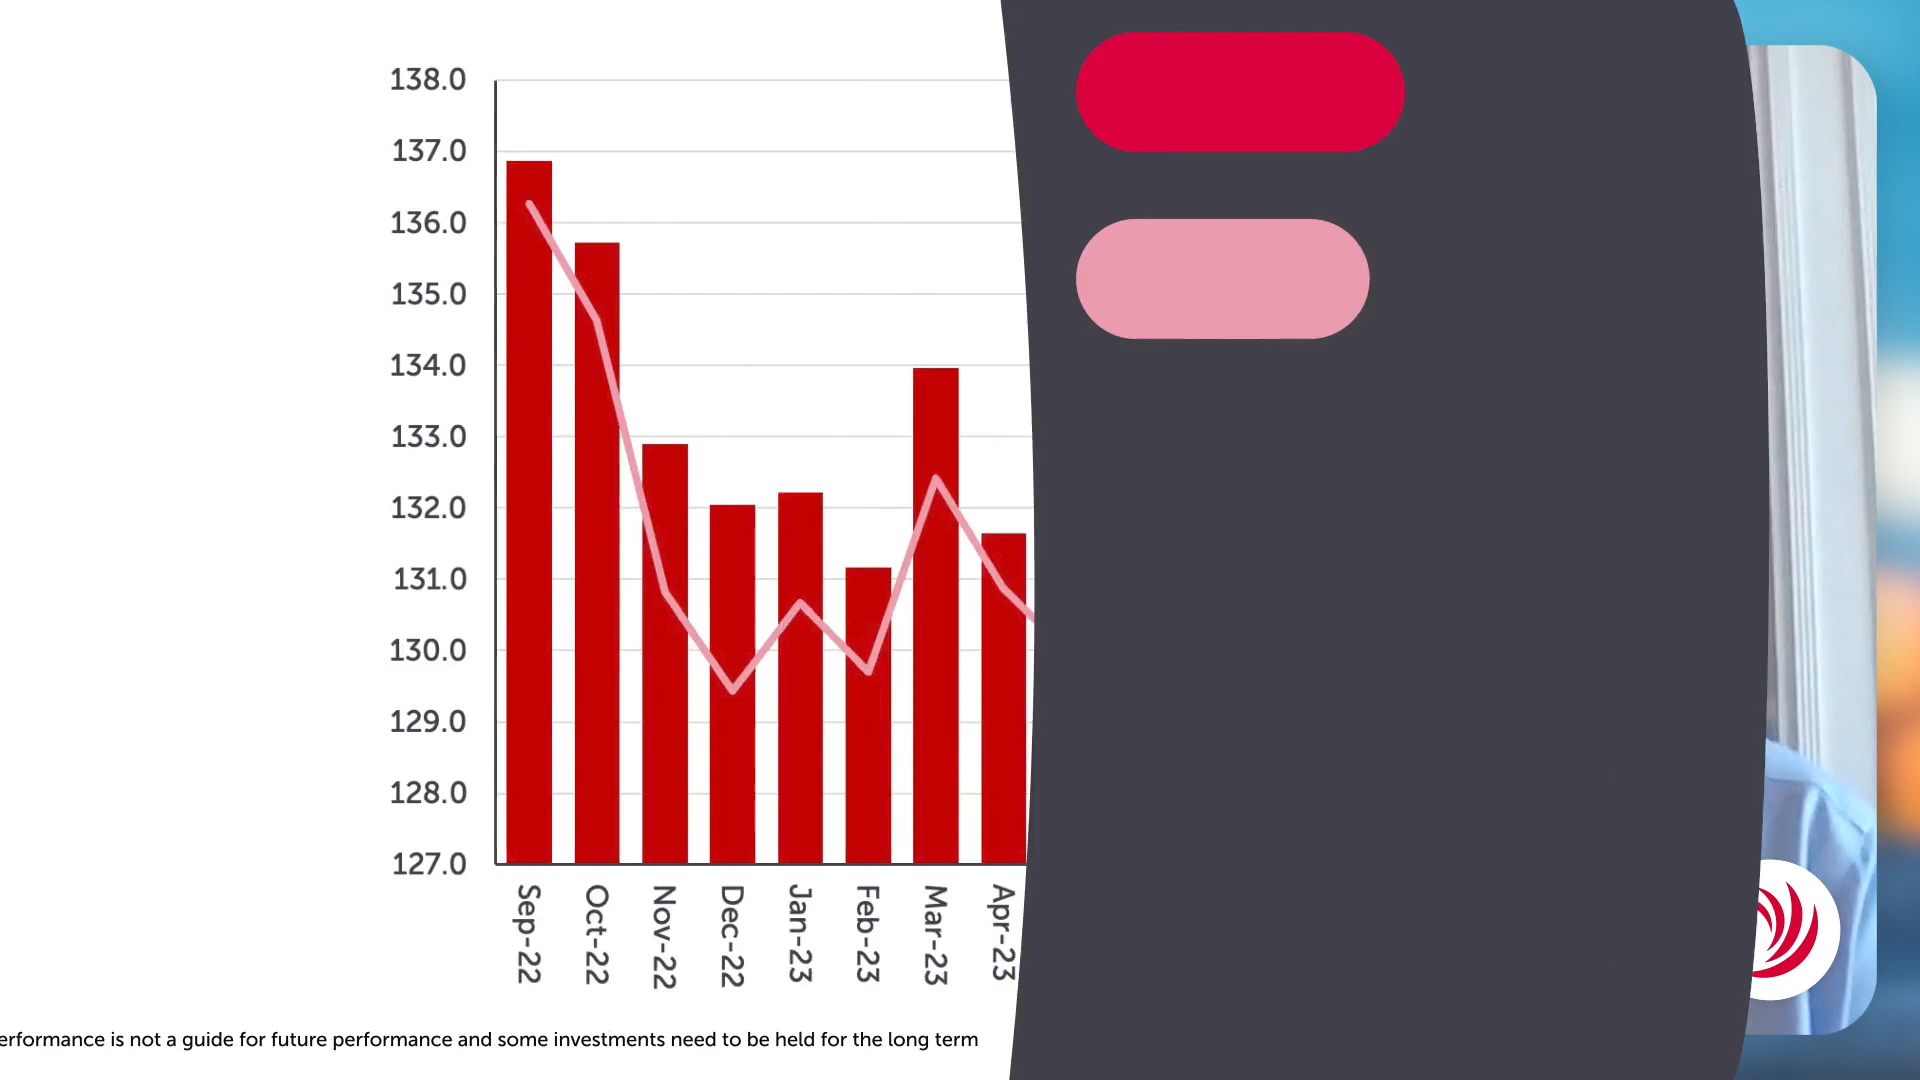 138.0
137.0
136.0
135.0
134.0
133.0
132.0
131.0
130.0
129.0
128.0
127.0
Sep-22
Oct-22
Nov-22
Dec-22
Jan-23
Feb-23
Mar-23
Apr-23
erformance is not a guide for future performance and some investments need to be held for the long term